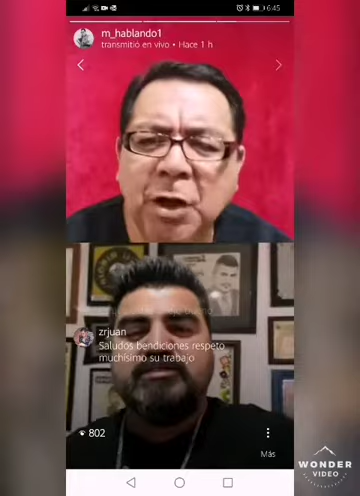 6:45
m_hablando1
transmitió en vivo • Hace 1 h
zrjuan
Saludos bendiciones respeto
muchísimo su trabajo
802
Más
WONDER
VIDEO